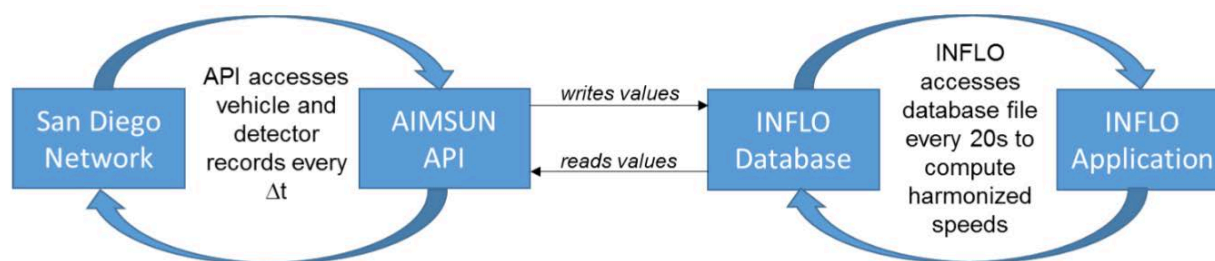 San Diego
Network
API accesses
vehicle and
detector
records every
Δt
AIMSUN
API
writes values
reads values
INFLO
Database
INFLO
accesses
database file
every 20s to
compute
harmonized
speeds
INFLO
Application